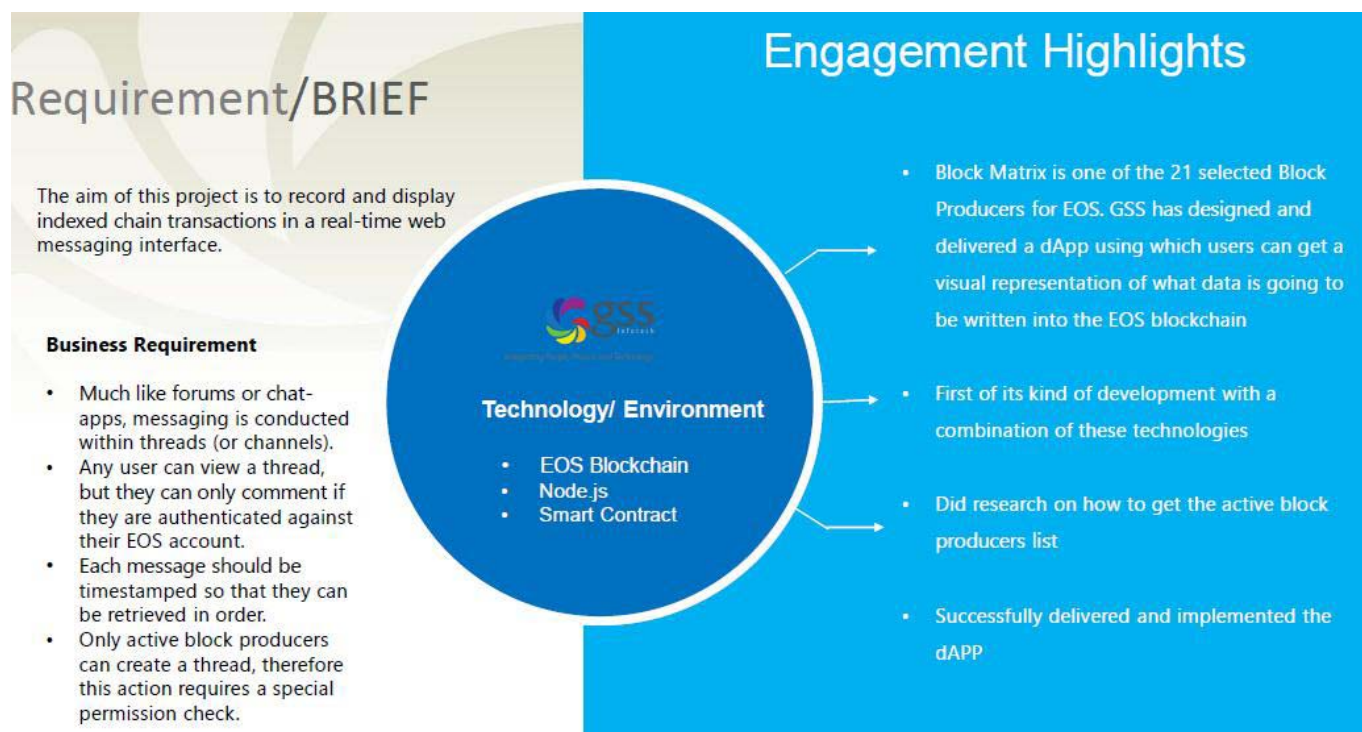 Requirement/BRIEF
The aim of this project is to record and display
indexed chain transactions in a real-time web
messaging interface.
Business Requirement
• Much like forums or chat-
apps, messaging is conducted
within threads (or channels).
• Any user can view a thread,
but they can only comment if
they are authenticated against
their EOS account.
• Each message should be
timestamped so that they can
be retrieved in order.
• Only active block producers
can create a thread, therefore
this action requires a special
permission check.
gss
infotech
Technology/ Environment
• EOS Blockchain
• Node.js
• Smart Contract
Engagement Highlights
• Block Matrix is one of the 21 selected Block
Producers for EOS. GSS has designed and
delivered a dApp using which users can get a
visual representation of what data is going to
be written into the EOS blockchain
• First of its kind of development with a
combination of these technologies
• Did research on how to get the active block
producers list
• Successfully delivered and implemented the
dAPP